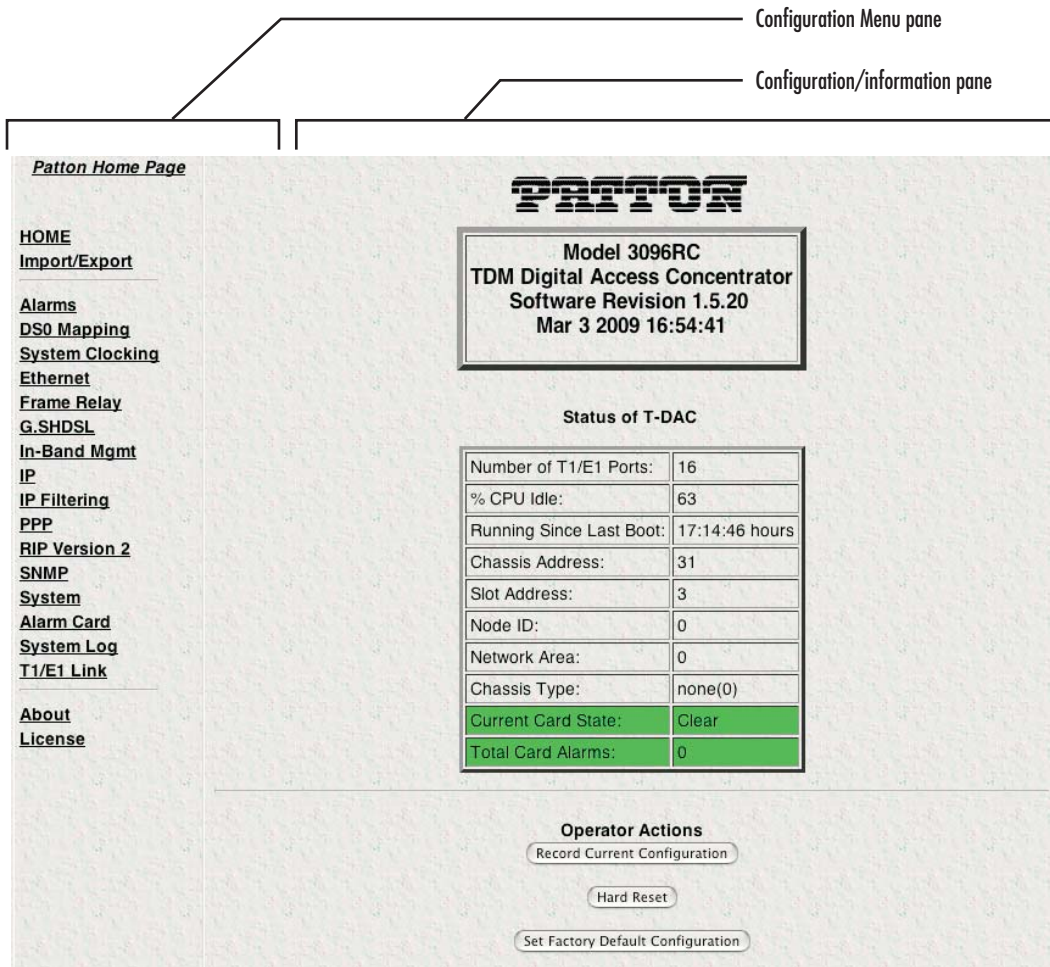 Configuration Menu pane
Configuration/information pane
Patton Home Page
HOME
Import/Export
Alarms
DS0 Mapping
System Clocking
Ethernet
Frame Relay
G.SHDSL
In-Band Mgmt
IP
IP Filtering
PPP
RIP Version 2
SNMP
System
Alarm Card
System Log
T1/E1 Link
About
License
PATTON
Model 3096RC
TDM Digital Access Concentrator
Software Revision 1.5.20
Mar 3 2009 16:54:41
Status of T-DAC
Number of T1/E1 Ports: 16
% CPU Idle: 63
Running Since Last Boot: 17:14:46 hours
Chassis Address: 31
Slot Address: 3
Node ID: 0
Network Area: 0
Chassis Type: none(0)
Current Card State: Clear
Total Card Alarms: 0
Operator Actions
Record Current Configuration
Hard Reset
Set Factory Default Configuration